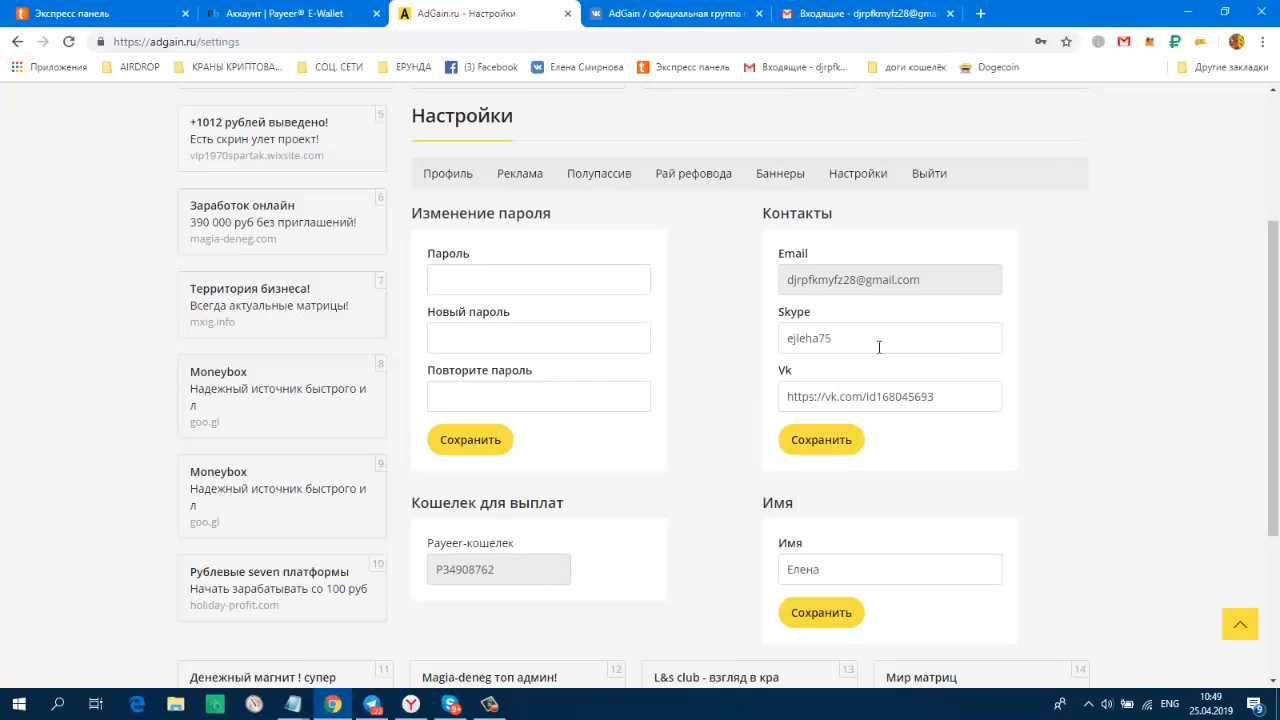 Экспресс панель
Аккаунт | Payeer® E-Wallet
AdGain.ru - Настройки
AdGain / официальная группа
Входящие - djrpfkmyfz28@gma
https://adgain.ru/settings
Приложения
AIRDROP
КРАНЫ КРИПТОВА...
СОЦ. СЕТИ
ЕРУНДА
(3) Facebook
Елена Смирнова
Экспресс панель
Входящие - djrpfk...
доги кошелёк
Dogecoin
Другие закладки
5
+1012 рублей выведено!
Есть скрин улет проект!
vip1970spartak.wixsite.com
6
Заработок онлайн
390 000 руб без приглашений!
magia-deneg.com
7
Территория бизнеса!
Всегда актуальные матрицы!
mxig.info
8
Moneybox
Надежный источник быстрого и
л
goo.gl
9
Moneybox
Надежный источник быстрого и
л
goo.gl
10
Рублевые seven платформы
Начать зарабатывать со 100 руб
holiday-profit.com
Настройки
Профиль
Реклама
Полупассив
Рай рефовода
Баннеры
Настройки
Выйти
Изменение пароля
Пароль
Новый пароль
Повторите пароль
Сохранить
Контакты
Email
djrpfkmyfz28@gmail.com
Skype
ejleha75
Vk
https://vk.com/id168045693
Сохранить
Кошелек для выплат
Payeer-кошелек
P34908762
Имя
Имя
Елена
Сохранить
Денежный магнит ! супер
11
Magia-deneg топ админ!
12
L&s club - взгляд в кра
13
Мир матриц
14
ENG
10:49
25.04.2019